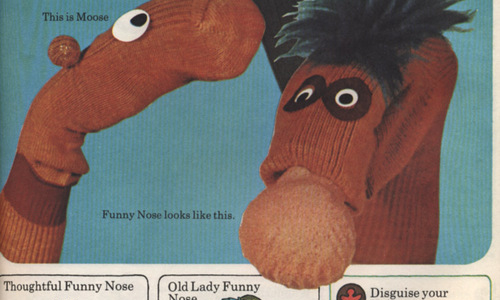 This is Moose
Funny Nose looks like this.
Thoughtful Funny Nose
Old Lady Funny
Nose
Disguise your